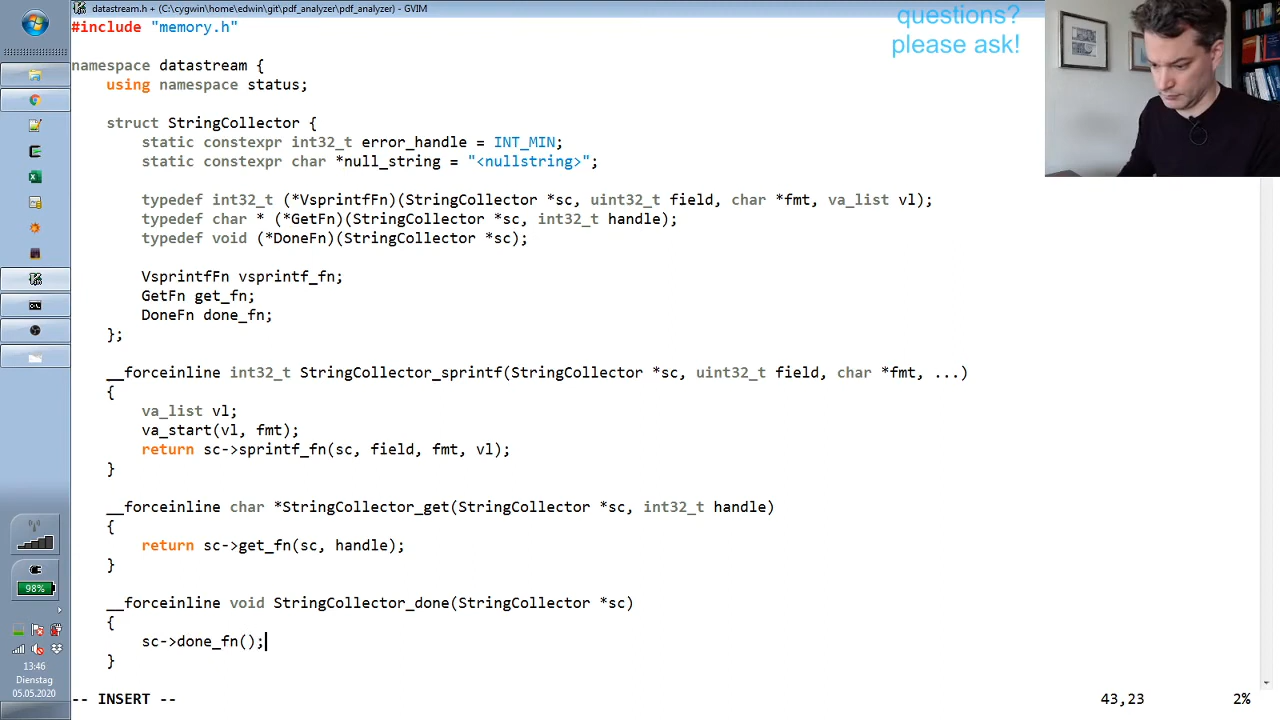 datastream.h + (C:\cygwin\home\edwin\git\pdf_analyzer\pdf_analyzer) - GVIM
questions?
please ask!
#include "memory.h"
namespace datastream {
using namespace status;
struct StringCollector {
static constexpr int32_t error_handle = INT_MIN;
static constexpr char *null_string = "<nullstring>";
typedef int32_t (*VsprintfFn)(StringCollector *sc, uint32_t field, char *fmt, va_list vl);
typedef char * (*GetFn)(StringCollector *sc, int32_t handle);
typedef void (*DoneFn)(StringCollector *sc);
VsprintfFn vsprintf_fn;
GetFn get_fn;
DoneFn done_fn;
};
__forceinline int32_t StringCollector_sprintf(StringCollector *sc, uint32_t field, char *fmt, ...)
{
va_list vl;
va_start(vl, fmt);
return sc->sprintf_fn(sc, field, fmt, vl);
}
__forceinline char *StringCollector_get(StringCollector *sc, int32_t handle)
{
return sc->get_fn(sc, handle);
}
__forceinline void StringCollector_done(StringCollector *sc)
{
sc->done_fn();
}
98%
13:46
Dienstag
05.05.2020
-- INSERT --
43,23
2%